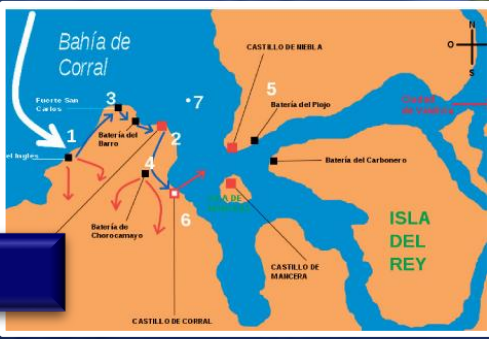 Bahía de
Corral
CASTILLO DE NIEBLA
N
O
S
Fuerte San
Carlos
3
7
5
Batería del Piojo
1
Batería del
Barro
2
el Inglés
4
Batería del Carbonero
Batería de
Chorocamayo
6
ISLA
DEL
REY
CASTILLO DE
MANCERA
CASTILLO DE CORRAL